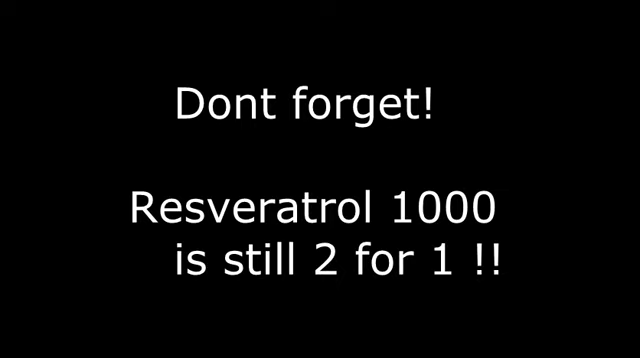 Dont forget!
Resveratrol 1000
is still 2 for 1 !!